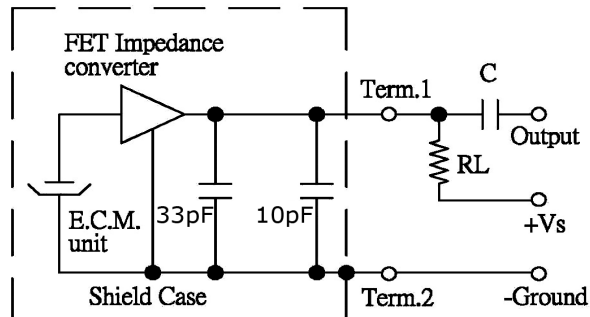 FET Impedance
converter
Term.1
C
Output
RL
+Vs
E.C.M.
unit
33pF
10pF
Shield Case
Term.2
-Ground